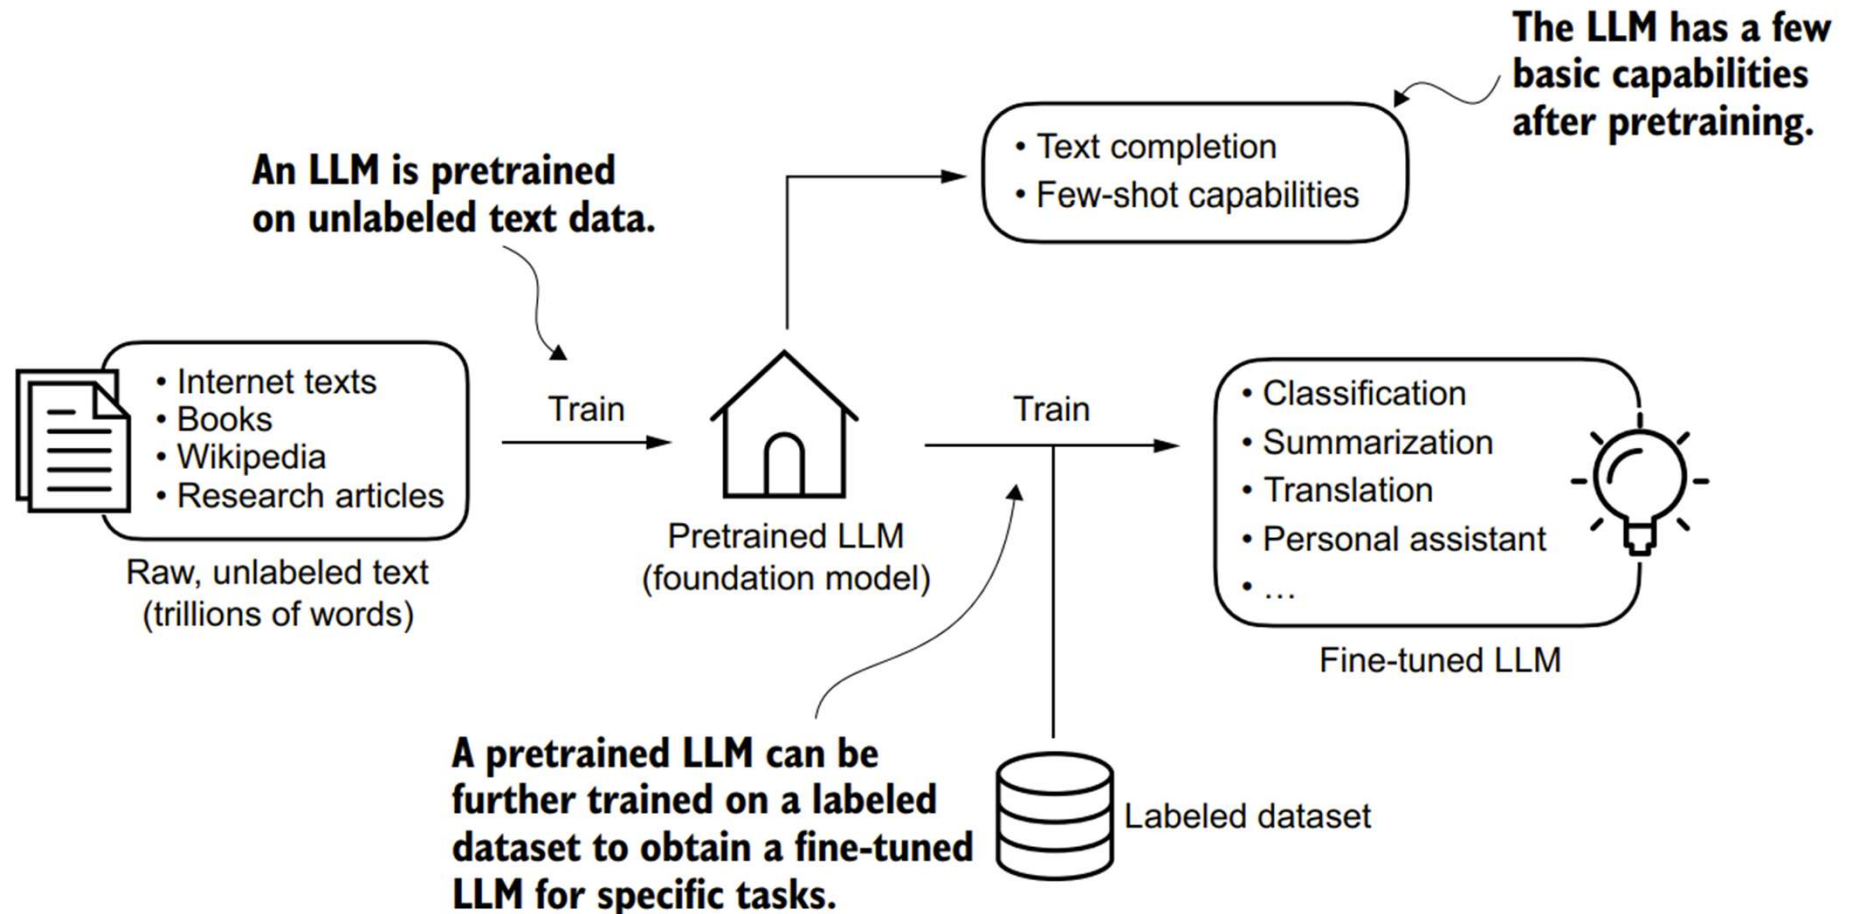 The LLM has a few
basic capabilities
after pretraining.
• Text completion
• Few-shot capabilities
An LLM is pretrained
on unlabeled text data.
• Internet texts
• Books
• Wikipedia
• Research articles
Raw, unlabeled text
(trillions of words)
Train
Pretrained LLM
(foundation model)
Train
• Classification
• Summarization
• Translation
• Personal assistant
• …
Fine-tuned LLM
A pretrained LLM can be
further trained on a labeled
dataset to obtain a fine-tuned
LLM for specific tasks.
Labeled dataset